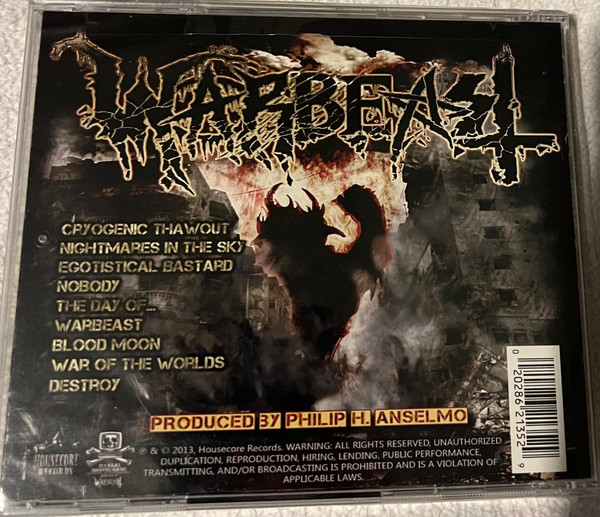 WARBEAST
CRYOGENIC THAWOUT
NIGHTMARES IN THE SKY
EGOTISTICAL BASTARD
NOBODY
THE DAY OF...
WARBEAST
BLOOD MOON
WAR OF THE WORLDS
DESTROY
PRODUCED BY PHILIP H. ANSELMO
HOUSECORE
RECORDS
℗ & © 2013, Housecore Records. WARNING: ALL RIGHTS RESERVED, UNAUTHORIZED
DUPLICATION, REPRODUCTION, HIRING, LENDING, PUBLIC PERFORMANCE,
TRANSMITTING, AND/OR BROADCASTING IS PROHIBITED AND IS A VIOLATION OF
APPLICABLE LAWS.
0 20286 21352 9